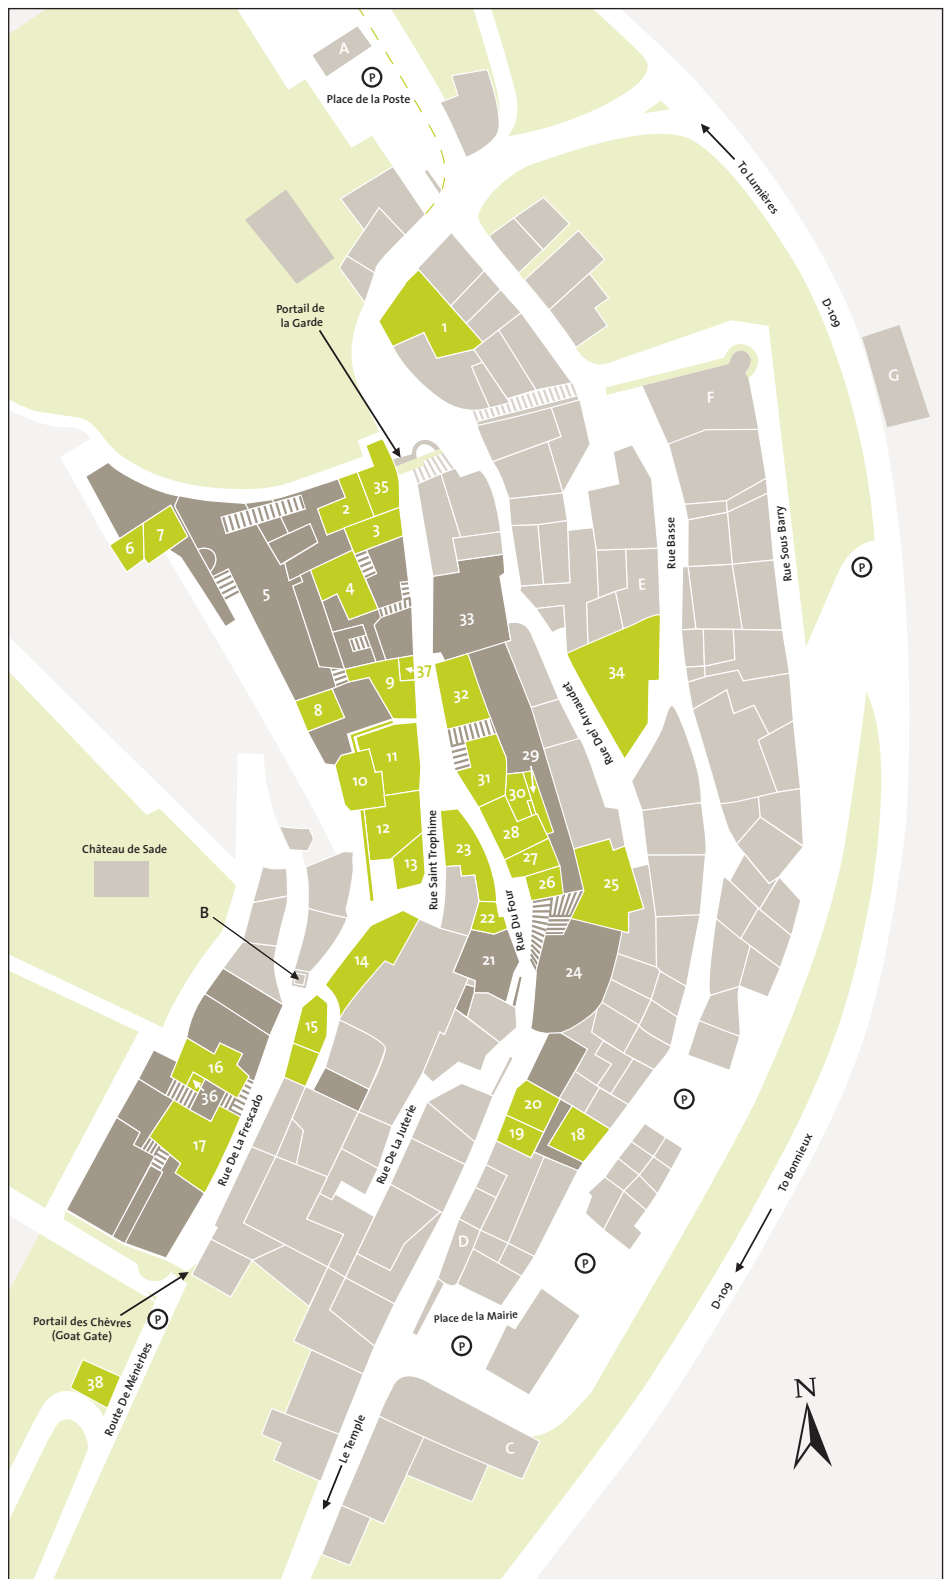 A
P
Place de la Poste
To Lumières
D-109
Portail de
la Garde
1
G
F
35
2
3
7
6
5
4
33
E
Rue Basse
Rue Sous Barry
P
34
37
9
32
8
Rue Del' Arnaudet
11
10
29
31
30
12
28
23
27
13
Rue Saint Trophime
26
25
Château de Sade
B
22
Rue Du Four
14
21
24
15
16
36
20
19
18
17
P
Rue De La Frescado
Rue De La Juterie
To Bonnieux
D
P
D-109
Portail des Chèvres
(Goat Gate)
P
Place de la Mairie
P
38
Route De Ménèrbes
N
Le Temple
C